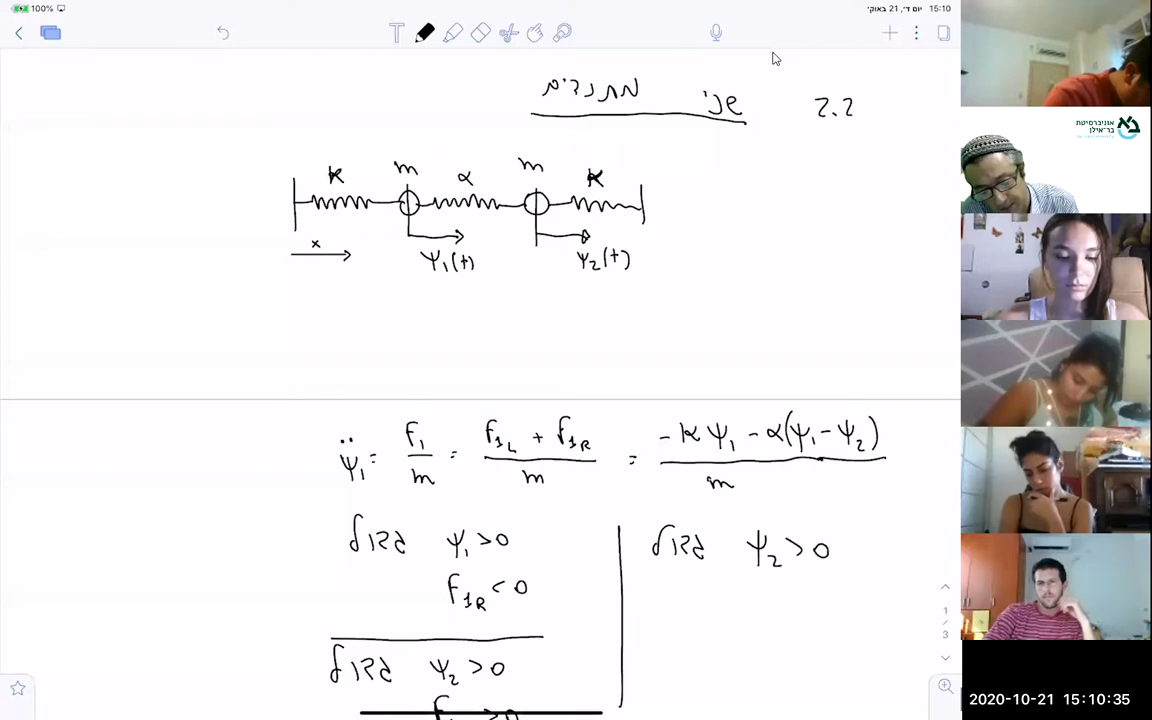 100%
15:10 יום ד׳, 21 באוק׳
2.2 שני מתנדים
k m α m k
x
ψ₁(t) ψ₂(t)
ψ̈₁ = f₁/m = (f₁L + f₁R)/m = (-kψ₁ - α(ψ₁ - ψ₂))/m
ψ₁>0 גדול
f₁R < 0
ψ₂>0 גדול
ψ₂>0 גדול
1
/
3
אוניברסיטת
בר-אילן
2020-10-21 15:10:35